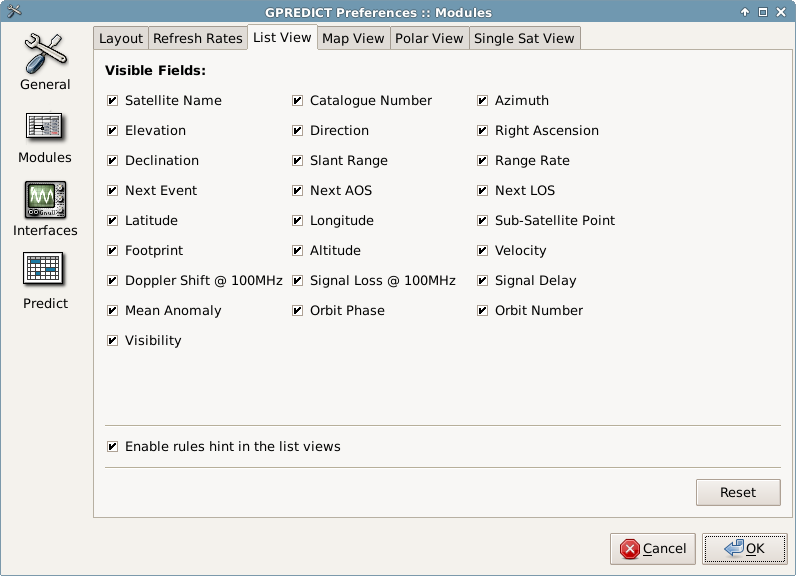 GPREDICT Preferences :: Modules
General
Modules
Interfaces
Predict
Layout Refresh Rates List View Map View Polar View Single Sat View
Visible Fields:
Satellite Name Catalogue Number Azimuth
Elevation Direction Right Ascension
Declination Slant Range Range Rate
Next Event Next AOS Next LOS
Latitude Longitude Sub-Satellite Point
Footprint Altitude Velocity
Doppler Shift @ 100MHz Signal Loss @ 100MHz Signal Delay
Mean Anomaly Orbit Phase Orbit Number
Visibility
Enable rules hint in the list views
Reset
Cancel OK